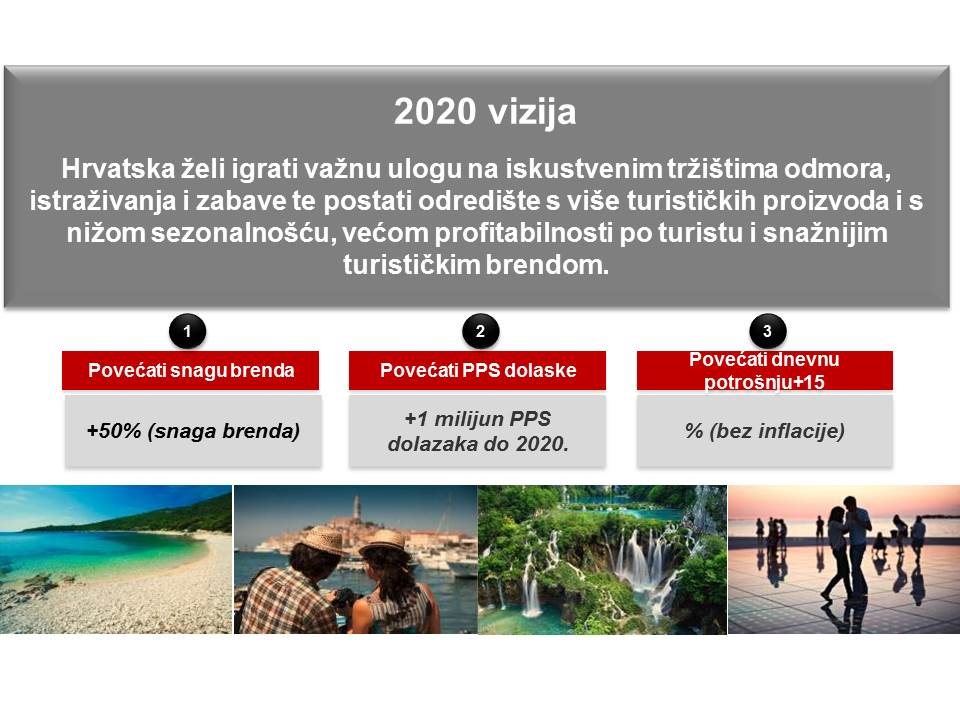 2020 vizija
Hrvatska želi igrati važnu ulogu na iskustvenim tržištima odmora,
istraživanja i zabave te postati odredište s više turističkih proizvoda i s
nižom sezonalnošću, većom profitabilnosti po turistu i snažnijim
turističkim brendom.
1
Povećati snagu brenda
+50% (snaga brenda)
2
Povećati PPS dolaske
+1 milijun PPS
dolazaka do 2020.
3
Povećati dnevnu
potrošnju+15
% (bez inflacije)